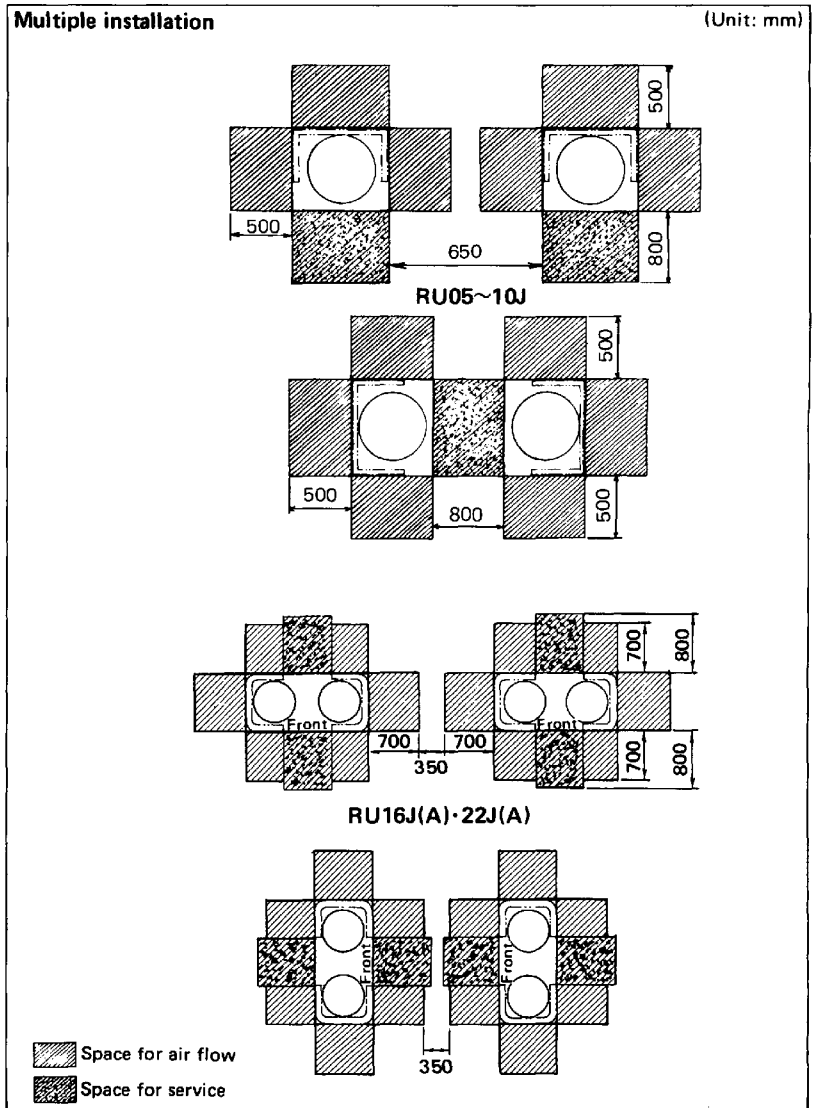 Multiple installation (Unit: mm)
500
500
650
800
RU05~10J
500
500
800
500
700
800
Front
Front
700
700
350
700
800
RU16J(A)·22J(A)
Front
Front
350
Space for air flow
Space for service